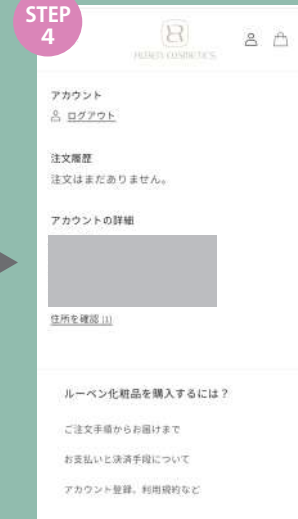 STEP
4
アカウント
ログアウト
注文履歴
注文はまだありません。
アカウントの詳細
住所を確認 (1)
ルーベン化粧品を購入するには？
ご注文手順からお届けまで
お支払いと決済手段について
アカウント登録、利用規約など